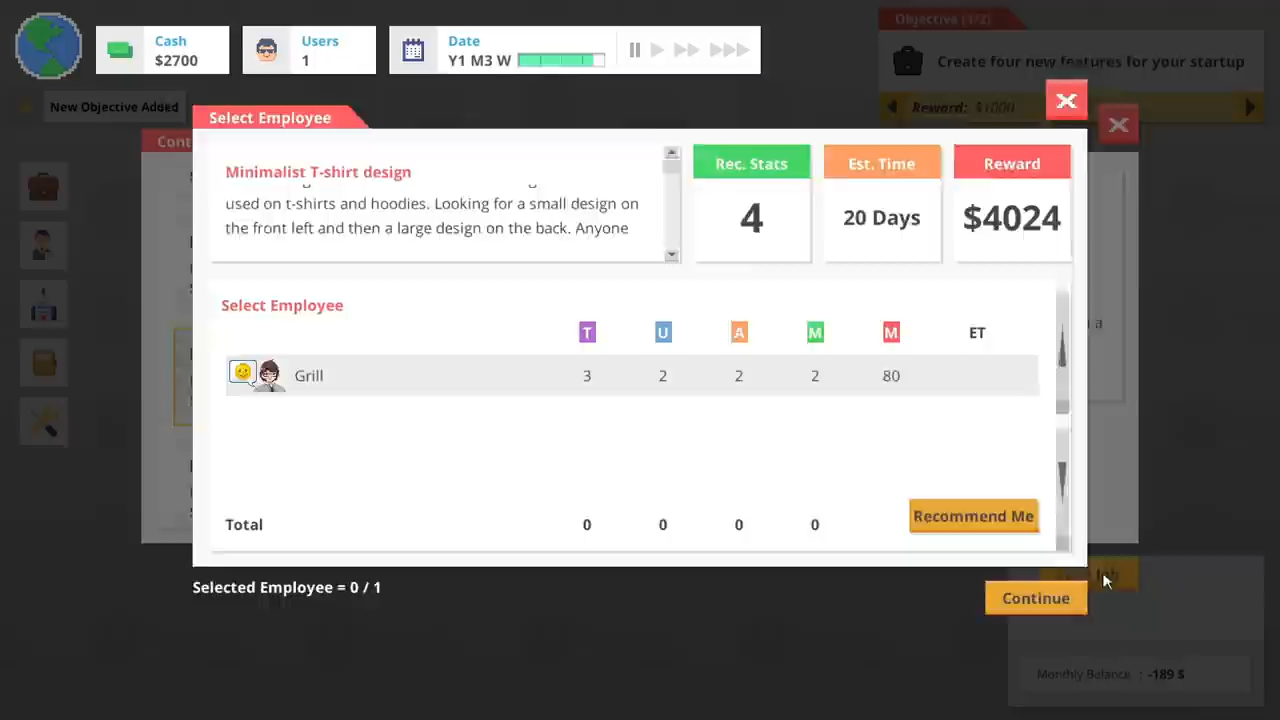 Objective (1/2)
Cash
$2700
Users
1
Date
Y1 M3 W
Create four new features for your startup
New Objective Added
Reward: $1000
Select Employee
Cont
Minimalist T-shirt design
used on t-shirts and hoodies. Looking for a small design on
the front left and then a large design on the back. Anyone
Rec. Stats
4
Est. Time
20 Days
Reward
$4024
Select Employee
T U A M M ET
Grill 3 2 2 2 80
a
Total 0 0 0 0
Recommend Me
Selected Employee = 0 / 1
Continue
Monthly Balance : -189 $